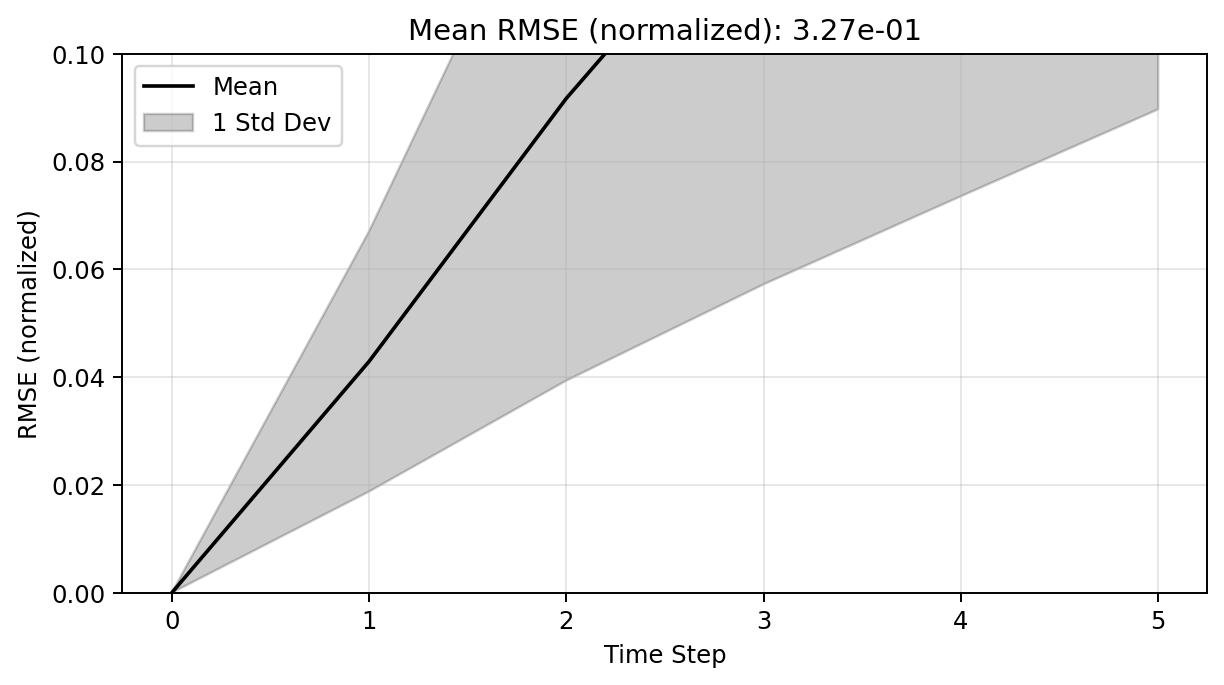 Mean RMSE (normalized): 3.27e-01
Mean
1 Std Dev
RMSE (normalized)
0.10
0.08
0.06
0.04
0.02
0.00
0 1 2 3 4 5
Time Step